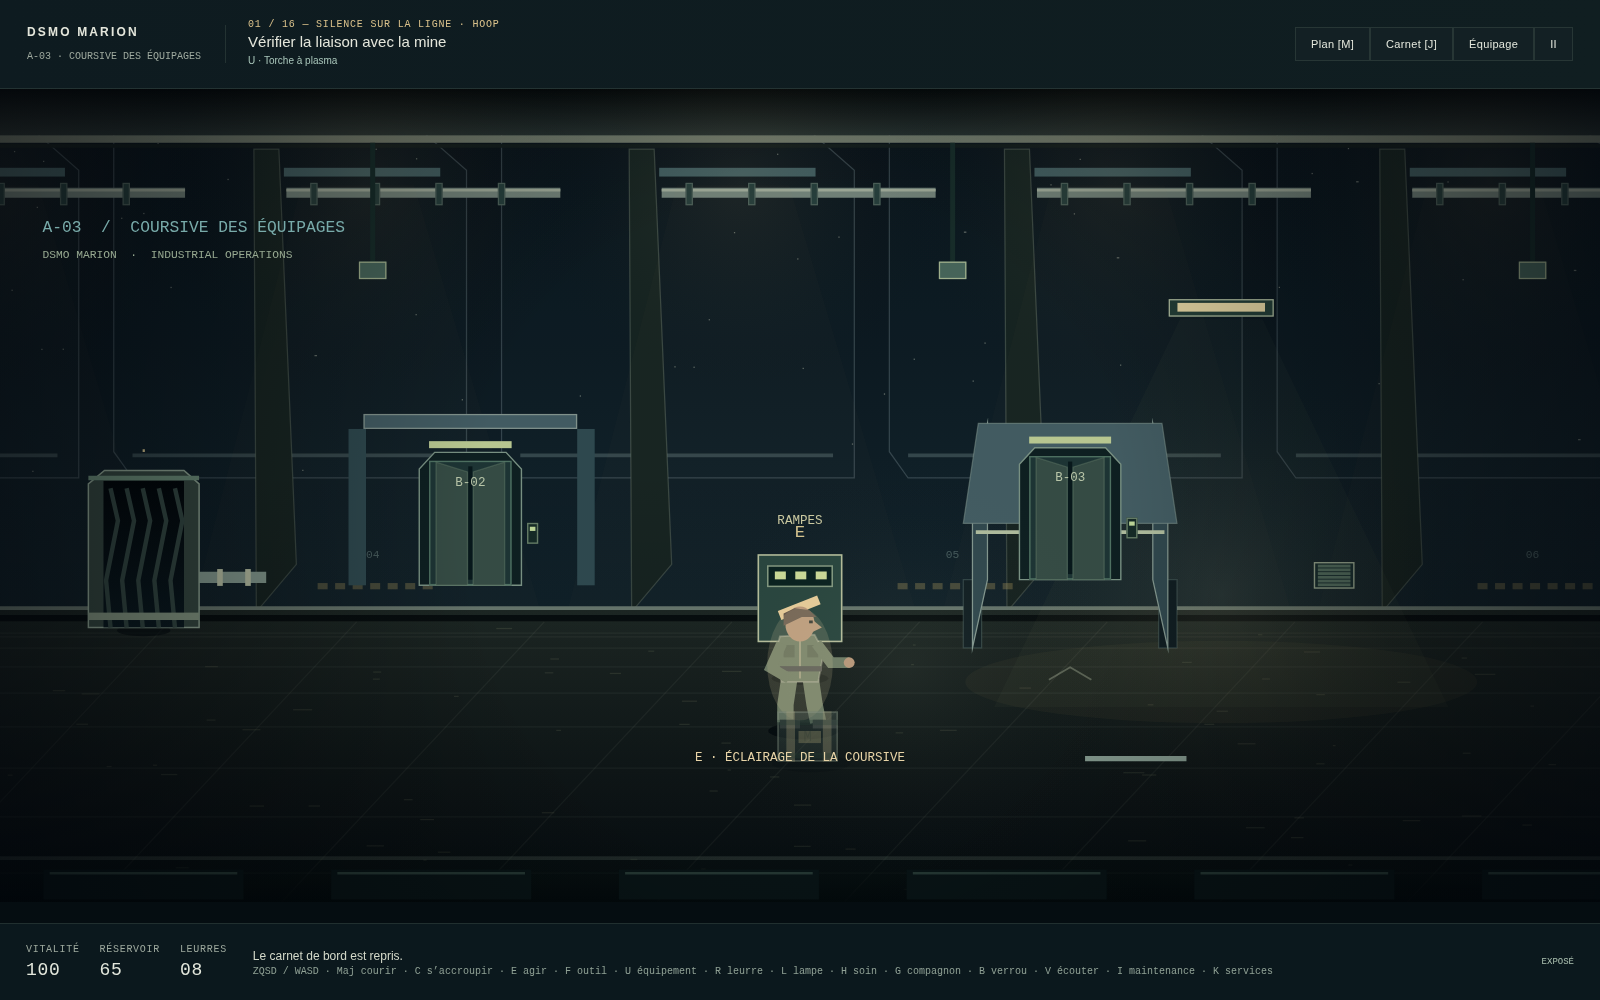 DSMO MARION
A-03 · COURSIVE DES ÉQUIPAGES
01 / 16 — SILENCE SUR LA LIGNE · HOOP
Vérifier la liaison avec la mine
U · Torche à plasma
Plan [M]
Carnet [J]
Équipage
II
A-03 / COURSIVE DES ÉQUIPAGES
DSMO MARION · INDUSTRIAL OPERATIONS
B-02
B-03
RAMPES
E
04
05
06
E · ÉCLAIRAGE DE LA COURSIVE
VITALITÉ
100
RÉSERVOIR
65
LEURRES
08
Le carnet de bord est repris.
ZQSD / WASD · Maj courir · C s’accroupir · E agir · F outil · U équipement · R leurre · L lampe · H soin · G compagnon · B verrou · V écouter · I maintenance · K services
EXPOSÉ